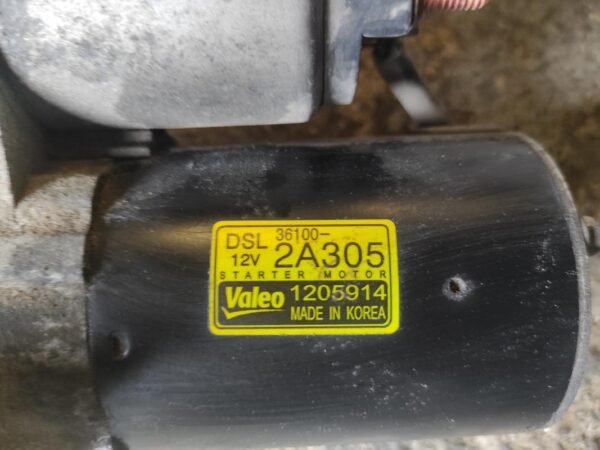 DSL 36100-
12V 2A305
STARTER MOTOR
Valeo 1205914
MADE IN KOREA